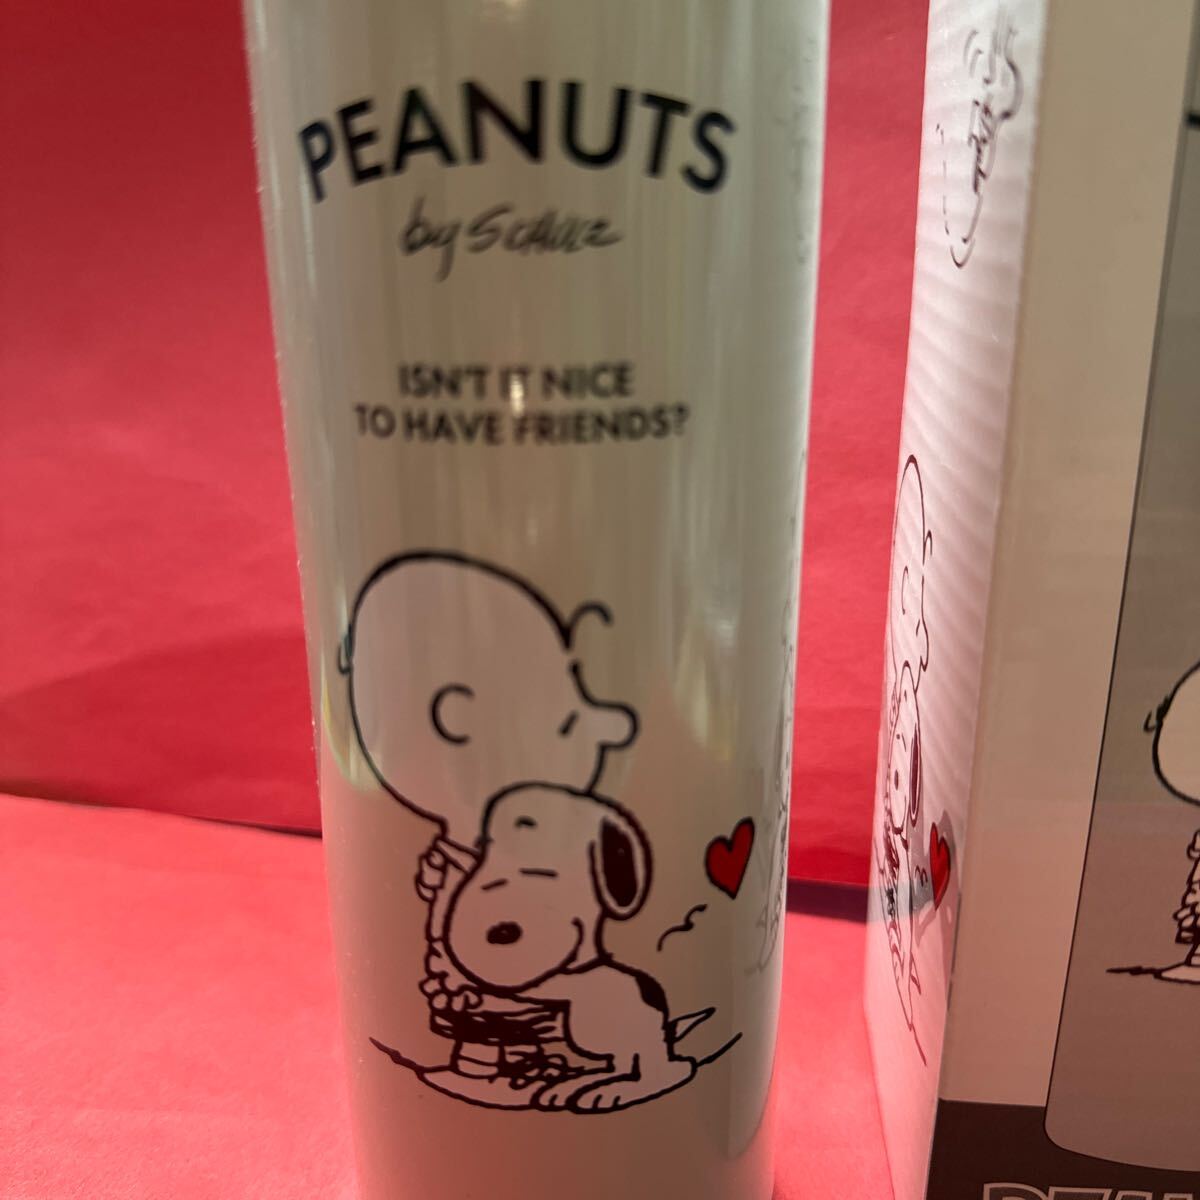 PEANUTS
by SCHULZ
ISN'T IT NICE
TO HAVE FRIENDS?